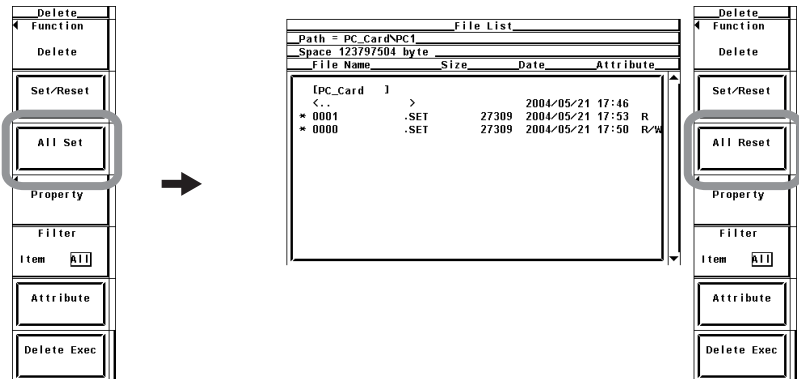 Delete
Function
Delete
Set/Reset
All Set
Property
Filter
Item All
Attribute
Delete Exec
File List
Path = PC_Card\PC1
Space 123797504 byte
File Name Size Date Attribute
[PC_Card ]
<.. > 2004/05/21 17:46
* 0001 .SET 27309 2004/05/21 17:53 R
* 0000 .SET 27309 2004/05/21 17:50 R/W
Delete
Function
Delete
Set/Reset
All Reset
Property
Filter
Item All
Attribute
Delete Exec